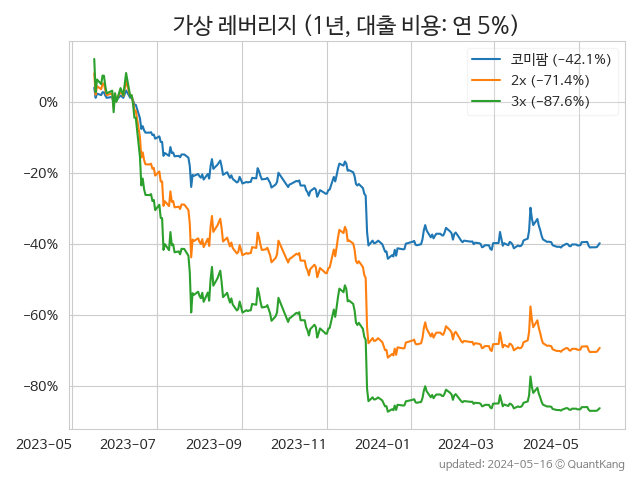 가상 레버리지 (1년, 대출 비용: 연 5%)
코미팜 (−42.1%)
2x (−71.4%)
3x (−87.6%)
0%
−20%
−40%
−60%
−80%
2023−05 2023−07 2023−09 2023−11 2024−01 2024−03 2024−05
updated: 2024−05−16 © QuantKang